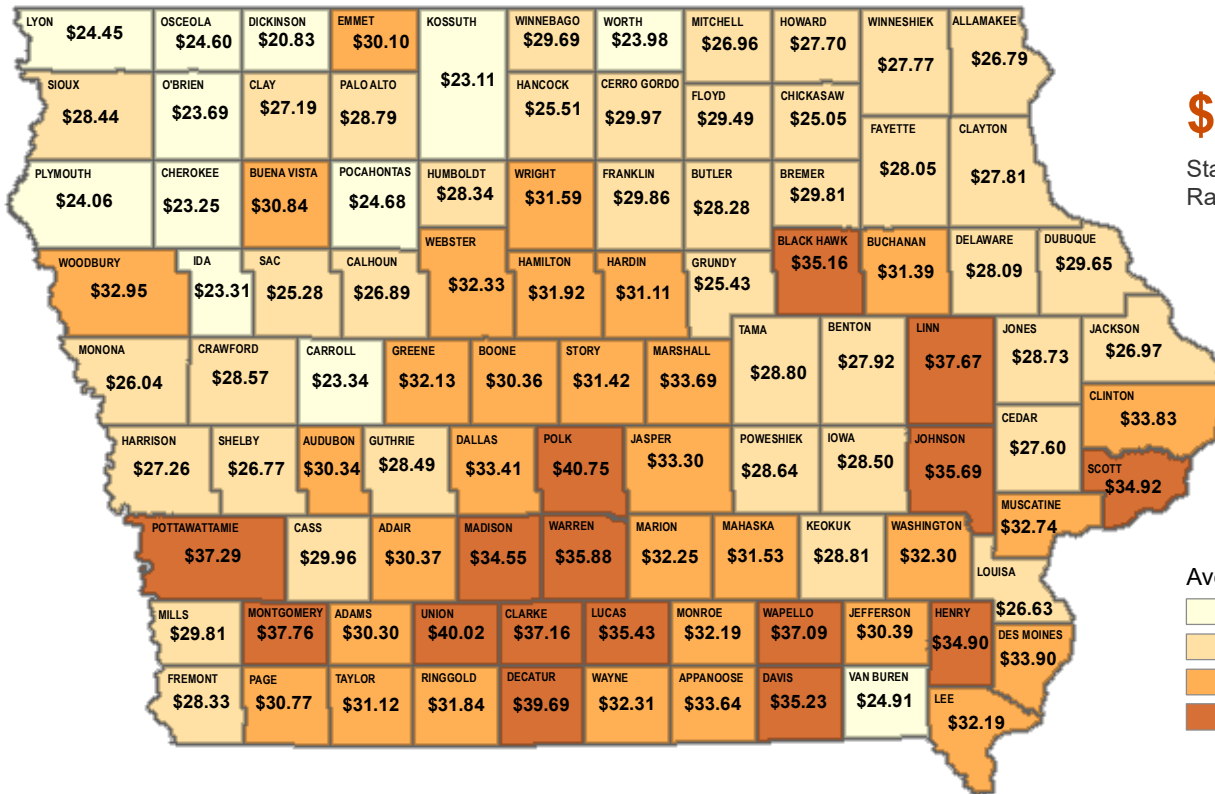 LYON
$24.45
OSCEOLA
$24.60
DICKINSON
$20.83
EMMET
$30.10
KOSSUTH
$23.11
WINNEBAGO
$29.69
WORTH
$23.98
MITCHELL
$26.96
HOWARD
$27.70
WINNESHIEK
$27.77
ALLAMAKEE
$26.79
SIOUX
$28.44
O'BRIEN
$23.69
CLAY
$27.19
PALO ALTO
$28.79
HANCOCK
$25.51
CERRO GORDO
$29.97
FLOYD
$29.49
CHICKASAW
$25.05
FAYETTE
$28.05
CLAYTON
$27.81
$
Sta
Ra
PLYMOUTH
$24.06
CHEROKEE
$23.25
BUENA VISTA
$30.84
POCAHONTAS
$24.68
HUMBOLDT
$28.34
WRIGHT
$31.59
FRANKLIN
$29.86
BUTLER
$28.28
BREMER
$29.81
WOODBURY
$32.95
IDA
$23.31
SAC
$25.28
CALHOUN
$26.89
WEBSTER
$32.33
HAMILTON
$31.92
HARDIN
$31.11
GRUNDY
$25.43
BLACK HAWK
$35.16
BUCHANAN
$31.39
DELAWARE
$28.09
DUBUQUE
$29.65
MONONA
$26.04
CRAWFORD
$28.57
CARROLL
$23.34
GREENE
$32.13
BOONE
$30.36
STORY
$31.42
MARSHALL
$33.69
TAMA
$28.80
BENTON
$27.92
LINN
$37.67
JONES
$28.73
JACKSON
$26.97
CLINTON
$33.83
HARRISON
$27.26
SHELBY
$26.77
AUDUBON
$30.34
GUTHRIE
$28.49
DALLAS
$33.41
POLK
$40.75
JASPER
$33.30
POWESHIEK
$28.64
IOWA
$28.50
JOHNSON
$35.69
CEDAR
$27.60
SCOTT
$34.92
MUSCATINE
$32.74
POTTAWATTAMIE
$37.29
CASS
$29.96
ADAIR
$30.37
MADISON
$34.55
WARREN
$35.88
MARION
$32.25
MAHASKA
$31.53
KEOKUK
$28.81
WASHINGTON
$32.30
LOUISA
$26.63
Ave
MILLS
$29.81
MONTGOMERY
$37.76
ADAMS
$30.30
UNION
$40.02
CLARKE
$37.16
LUCAS
$35.43
MONROE
$32.19
WAPELLO
$37.09
JEFFERSON
$30.39
HENRY
$34.90
DES MOINES
$33.90
FREMONT
$28.33
PAGE
$30.77
TAYLOR
$31.12
RINGGOLD
$31.84
DECATUR
$39.69
WAYNE
$32.31
APPANOOSE
$33.64
DAVIS
$35.23
VAN BUREN
$24.91
LEE
$32.19